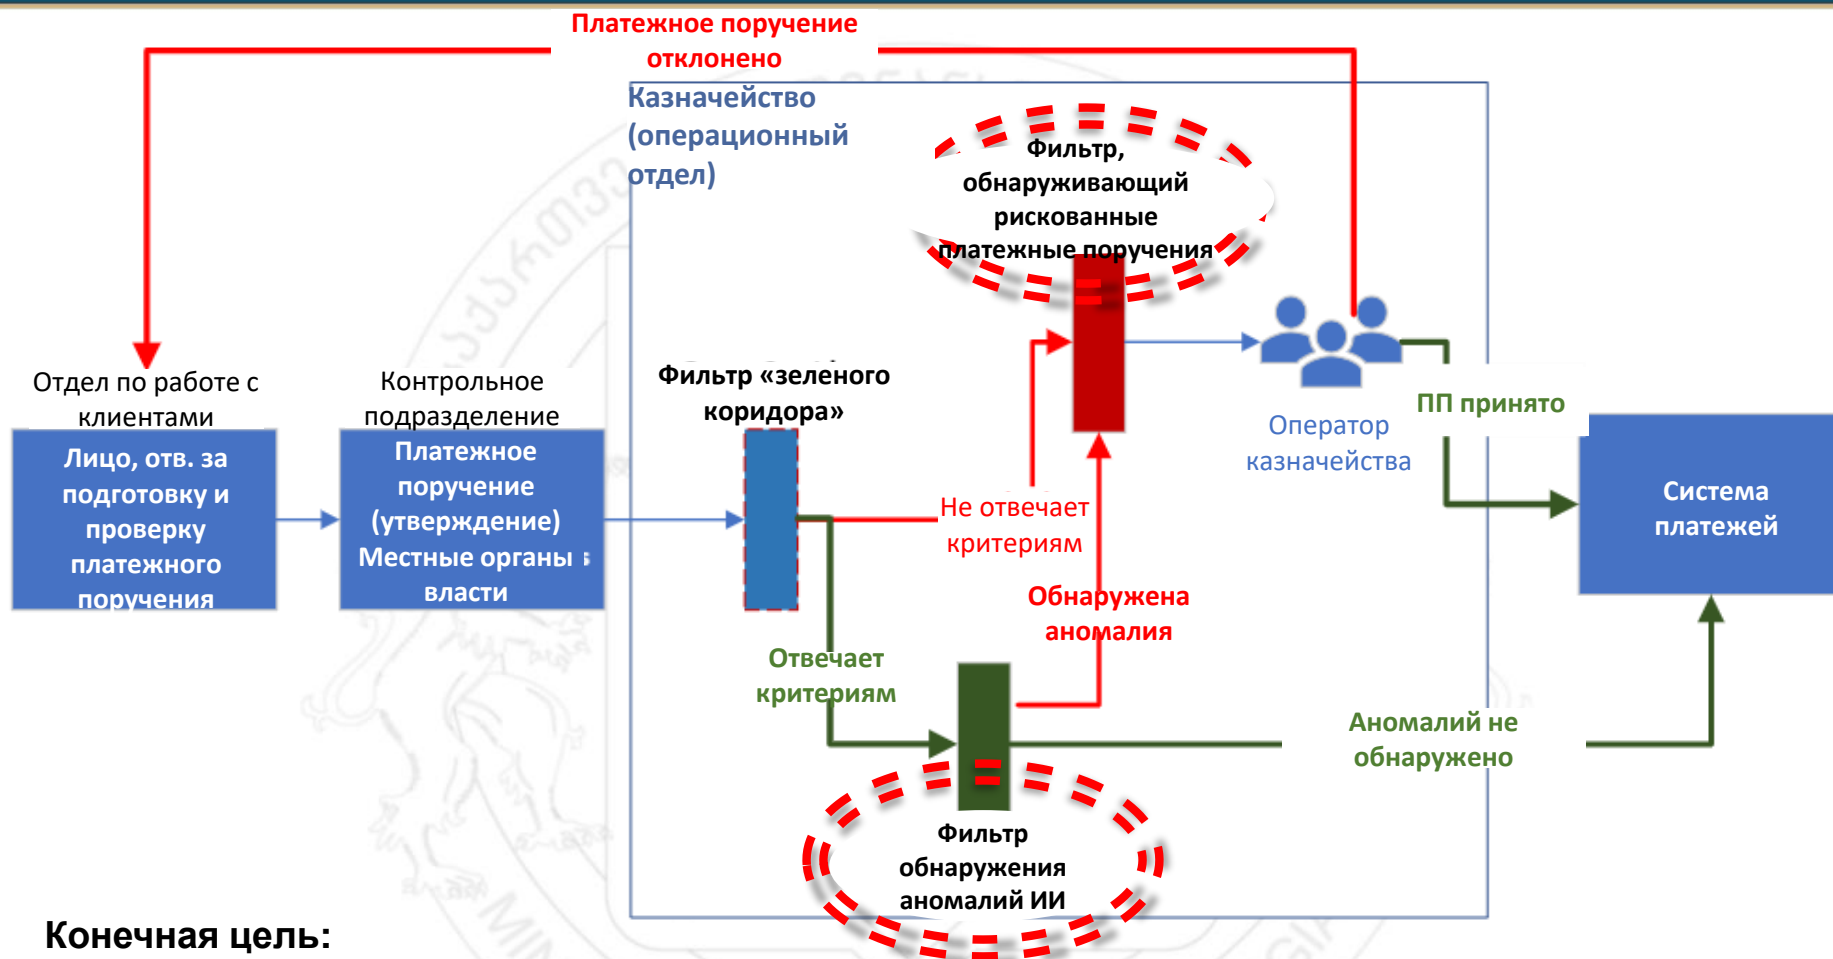 Платежное поручение
отклонено
Казначейство
(операционный
отдел)
Фильтр,
обнаруживающий
рискованные
платежные поручения
Отдел по работе с
клиентами
Лицо, отв. за
подготовку и
проверку
платежного
поручения
Контрольное
подразделение
Платежное
поручение
(утверждение)
Местные органы
власти
Фильтр «зеленого
коридора»
Не отвечает
критериям
Обнаружена
аномалия
Отвечает
критериям
Оператор
казначейства
ПП принято
Система
платежей
Аномалий не
обнаружено
Фильтр
обнаружения
аномалий ИИ
Конечная цель: